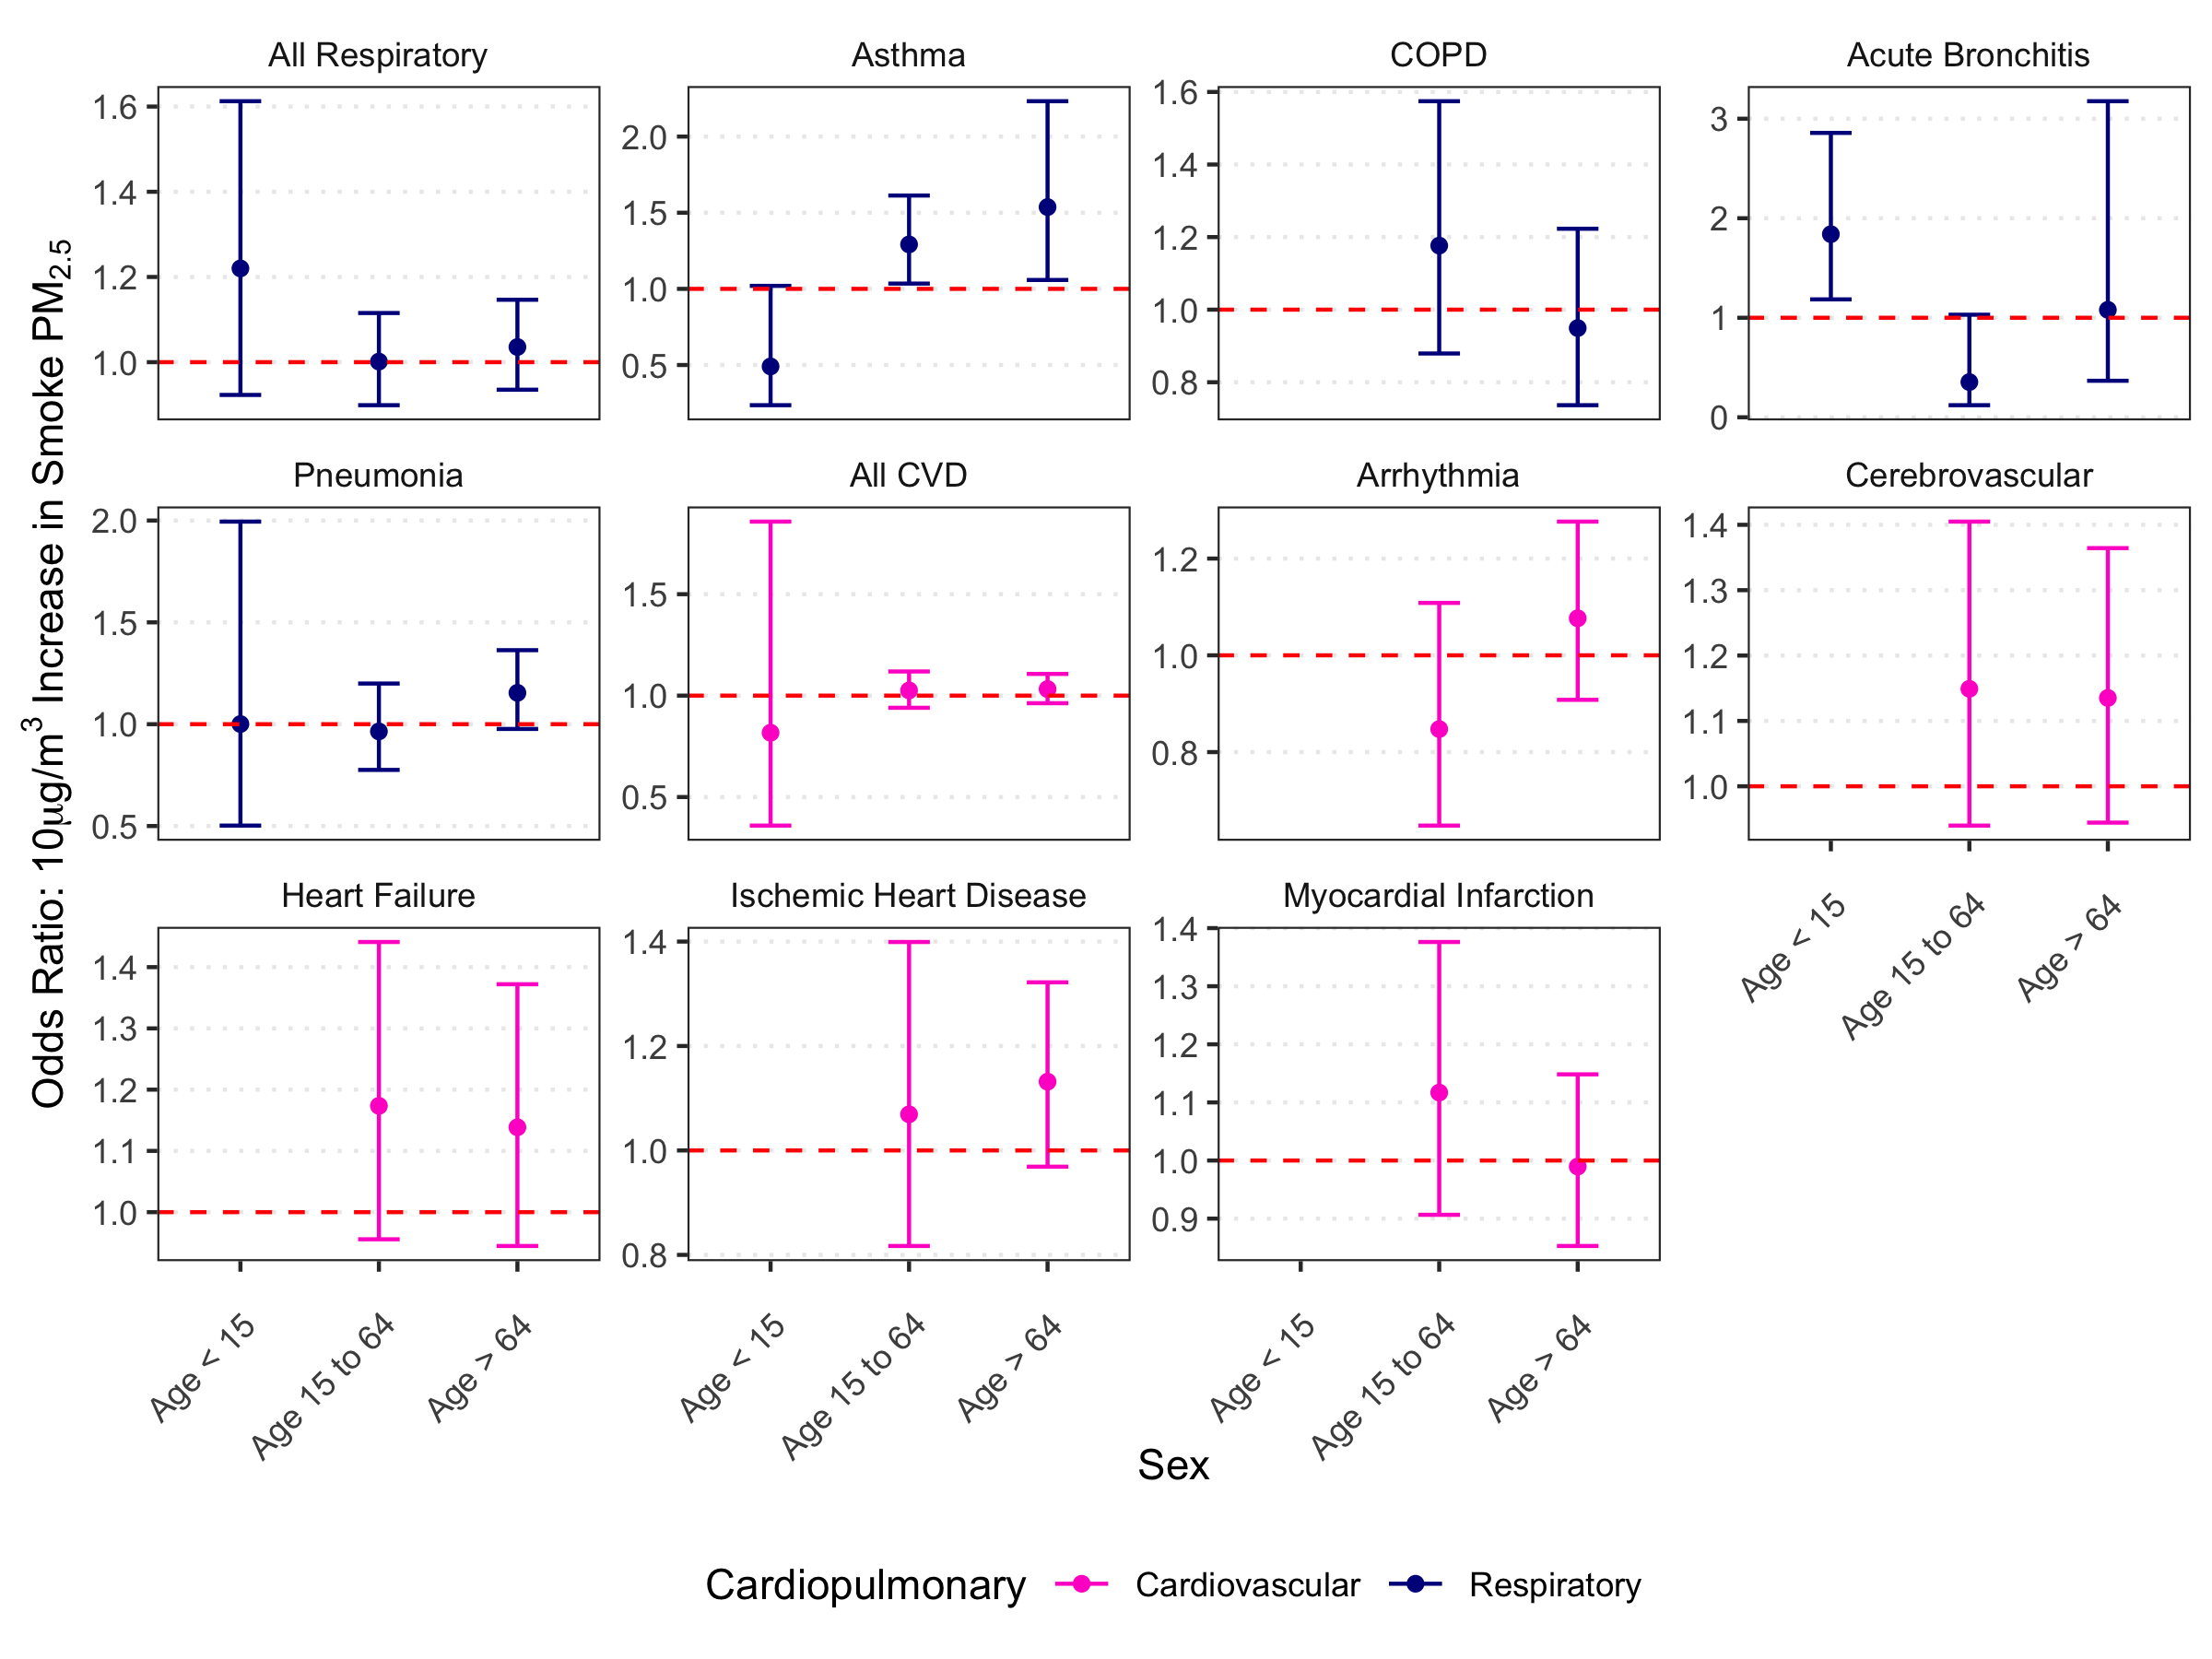 Odds Ratio: 10µg/m³ Increase in Smoke PM₂.₅
All Respiratory
1.6
1.4
1.2
1.0
Asthma
2.0
1.5
1.0
0.5
COPD
1.6
1.4
1.2
1.0
0.8
Acute Bronchitis
3
2
1
0
Pneumonia
2.0
1.5
1.0
0.5
All CVD
1.5
1.0
0.5
Arrhythmia
1.2
1.0
0.8
Cerebrovascular
1.4
1.3
1.2
1.1
1.0
Age < 15
Age 15 to 64
Age > 64
Heart Failure
1.4
1.3
1.2
1.1
1.0
Age < 15
Age 15 to 64
Age > 64
Ischemic Heart Disease
1.4
1.2
1.0
0.8
Age < 15
Age 15 to 64
Age > 64
Myocardial Infarction
1.4
1.3
1.2
1.1
1.0
0.9
Age < 15
Age 15 to 64
Age > 64
Sex
Cardiopulmonary Cardiovascular Respiratory